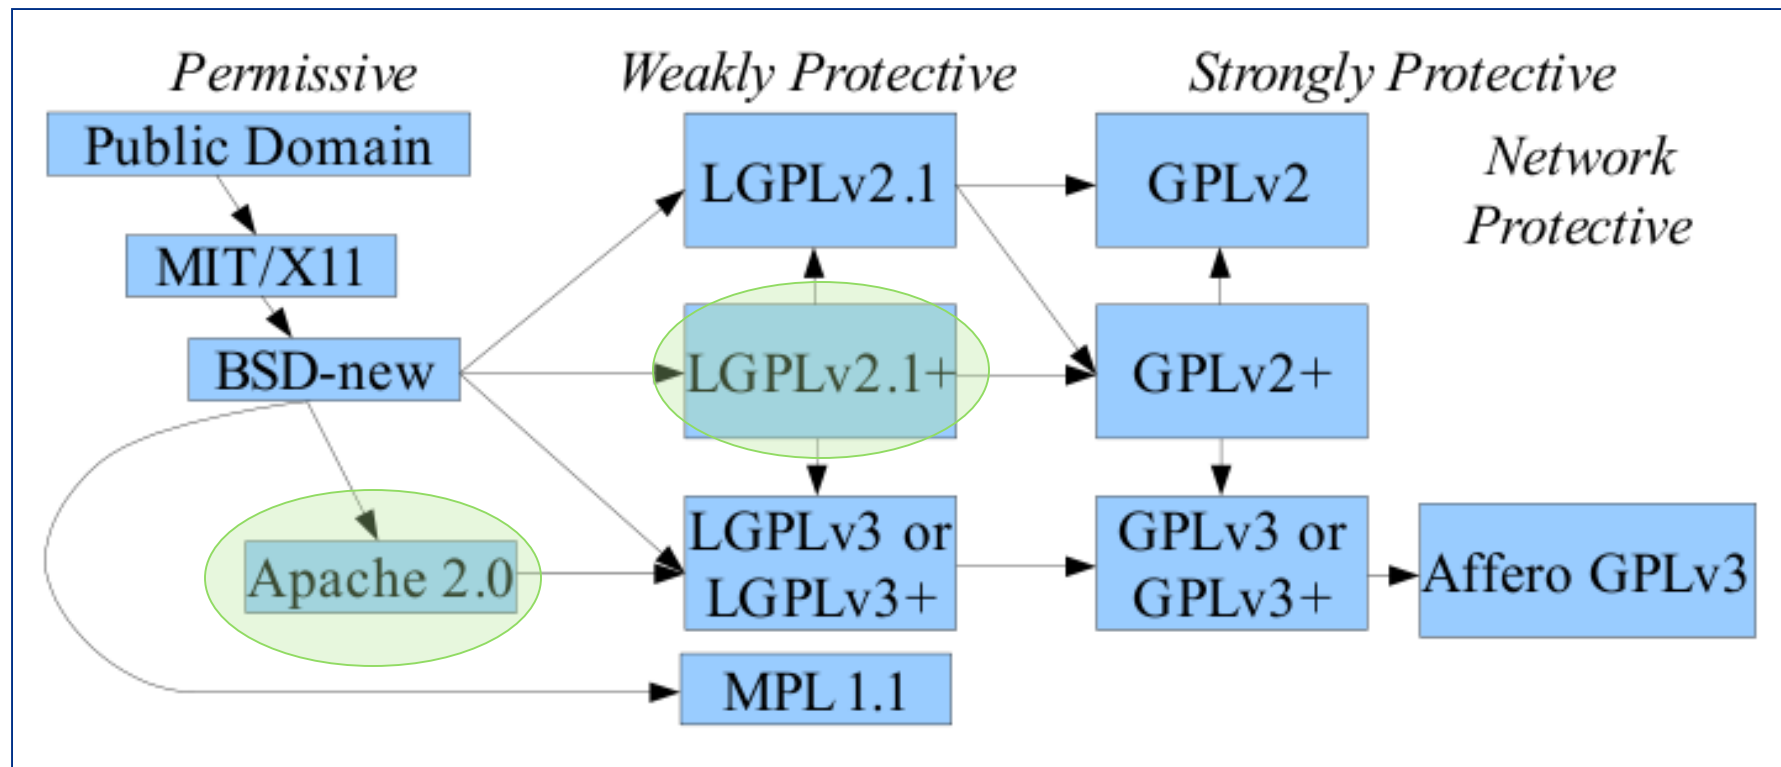 Permissive
Weakly Protective
Strongly Protective
Public Domain
LGPLv2.1
GPLv2
Network
Protective
MIT/X11
BSD-new
LGPLv2.1+
GPLv2+
Apache 2.0
LGPLv3 or
LGPLv3+
GPLv3 or
GPLv3+
Affero GPLv3
MPL 1.1